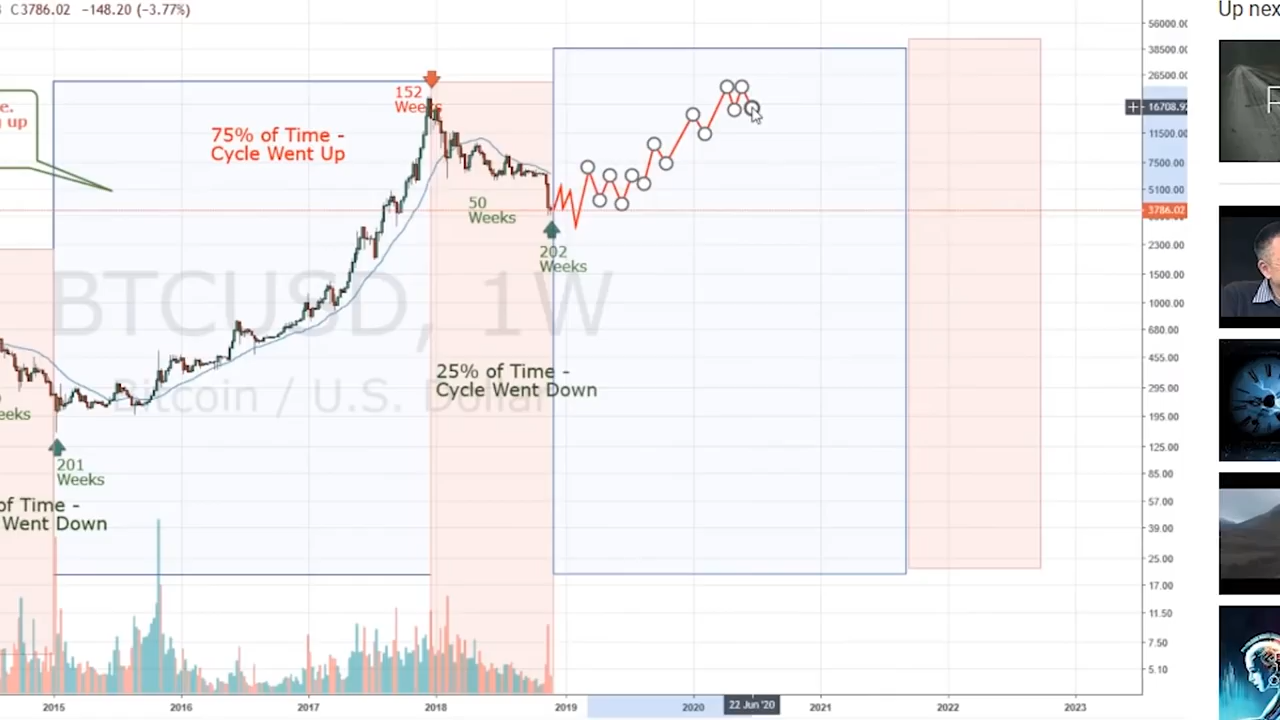 C3786.02 −148.20 (−3.77%)
Up nex
e.
up
152
Weeks
75% of Time -
Cycle Went Up
50
Weeks
202
Weeks
BTCUSD, 1W
Bitcoin / U.S. Dollar
25% of Time -
Cycle Went Down
eeks
201
Weeks
of Time -
Went Down
56000.00
38500.00
26500.00
16708.92
11500.00
7500.00
5100.00
3786.02
2300.00
1500.00
1000.00
680.00
455.00
295.00
195.00
125.00
85.00
57.00
39.00
25.00
17.00
11.50
7.50
5.10
2015 2016 2017 2018 2019 2020 22 Jun '20 2021 2022 2023